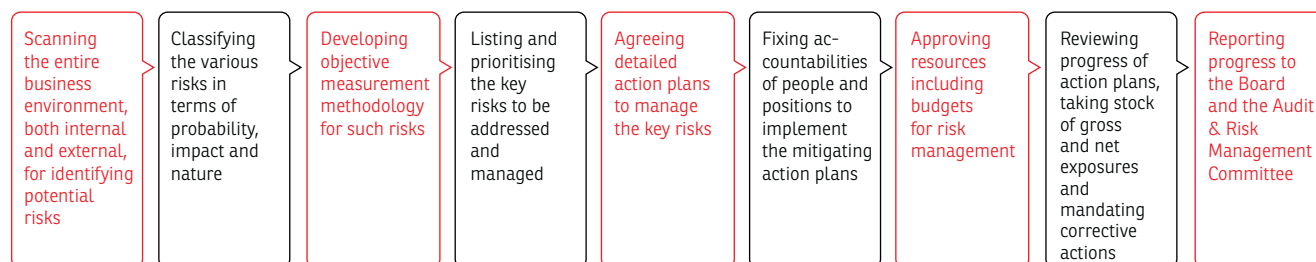 Scanning
the entire
business
environment,
both internal
and external,
for identifying
potential
risks
Classifying
the various
risks in
terms of
probability,
impact and
nature
Developing
objective
measurement
methodology
for such risks
Listing and
prioritising
the key
risks to be
addressed
and
managed
Agreeing
detailed
action plans
to manage
the key risks
Fixing ac-
countabilities
of people and
positions to
implement
the mitigating
action plans
Approving
resources
including
budgets
for risk
management
Reviewing
progress of
action plans,
taking stock
of gross
and net
exposures
and
mandating
corrective
actions
Reporting
progress to
the Board
and the Audit
& Risk
Management
Committee